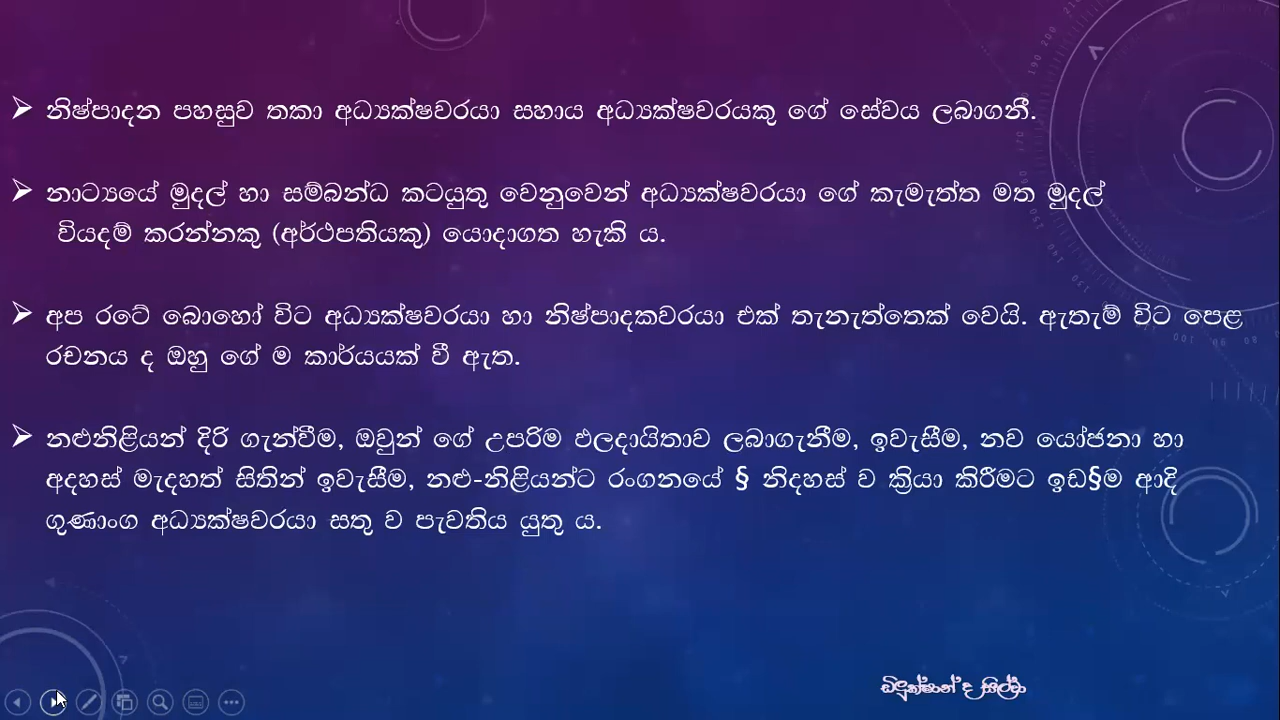 නිෂ්පාදන පහසුව තකා අධ්‍යක්ෂවරයා සහාය අධ්‍යක්ෂවරයකු ගේ සේවය ලබාගනී.
නාට්‍යයේ මුදල් හා සම්බන්ධ කටයුතු වෙනුවෙන් අධ්‍යක්ෂවරයා ගේ කැමැත්ත මත මුදල්
වියදම් කරන්නකු (අර්ථපතියකු) යොදාගත හැකි ය.
අප රටේ බොහෝ විට අධ්‍යක්ෂවරයා හා නිෂ්පාදකවරයා එක් තැනැත්තෙක් වෙයි. ඇතැම් විට පෙළ
රචනය ද ඔහු ගේ ම කාර්යයක් වී ඇත.
නළුනිළියන් දිරි ගැන්වීම, ඔවුන් ගේ උපරිම ඵලදායිතාව ලබාගැනීම, ඉවැසීම, නව යෝජනා හා
අදහස් මැදහත් සිතින් ඉවැසීම, නළු-නිළියන්ට රංගනයේ § නිදහස් ව ක්‍රියා කිරීමට ඉඩ§ම ආදි
ගුණාංග අධ්‍යක්ෂවරයා සතු ව පැවතිය යුතු ය.
ඩිලුක්ෂාන් ද සිල්වා